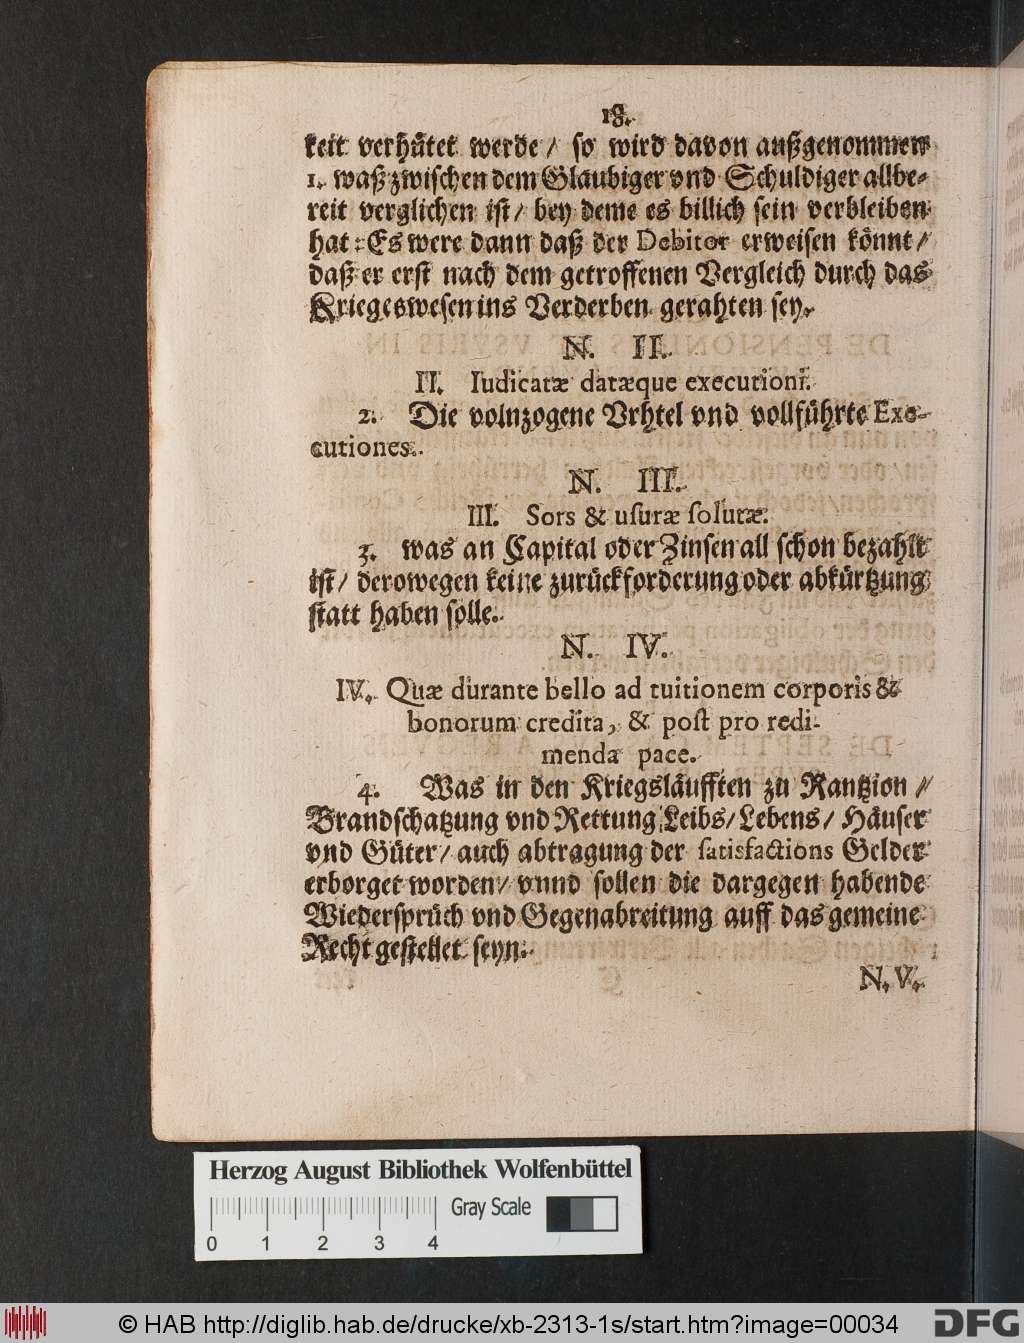 18.
keit verhütet werde / so wird davon außgenommen
1. waß zwischen dem Glaubiger vnd Schuldiger allbe-
reit verglichen ist / bey deme es billich sein verbleiben
hat: Es were dann daß der Debitor erweisen könnt /
daß er erst nach dem getroffenen Vergleich durch das
Kriegeswesen ins Verderben gerahten sey.
N. II.
II. Iudicatæ datæque executioni.
2. Die volnzogene Vrhtel vnd vollführte Exe-
cutiones.
N. III.
III. Sors & uſuræ ſolutæ.
3. was an Capital oder Zinsen all schon bezahlt
ist / derowegen keine zurückforderung oder abkürtzung
statt haben solle.
N. IV.
IV. Quæ durante bello ad tuitionem corporis &
bonorum credita, & poſt pro redi-
menda pace.
4. Was in den Kriegsläufften zu Rantzion /
Brandschatzung vnd Rettung Leibs / Lebens / Häuser
vnd Güter / auch abtragung der satisfactions Gelder
erborget worden / vnnd sollen die dargegen habende
Wiedersprüch vnd Gegenabreitung auff das gemeine
Recht gestellet seyn.
N. V.
Herzog August Bibliothek Wolfenbüttel
Gray Scale
0 1 2 3 4
© HAB http://diglib.hab.de/drucke/xb-2313-1s/start.htm?image=00034
DFG